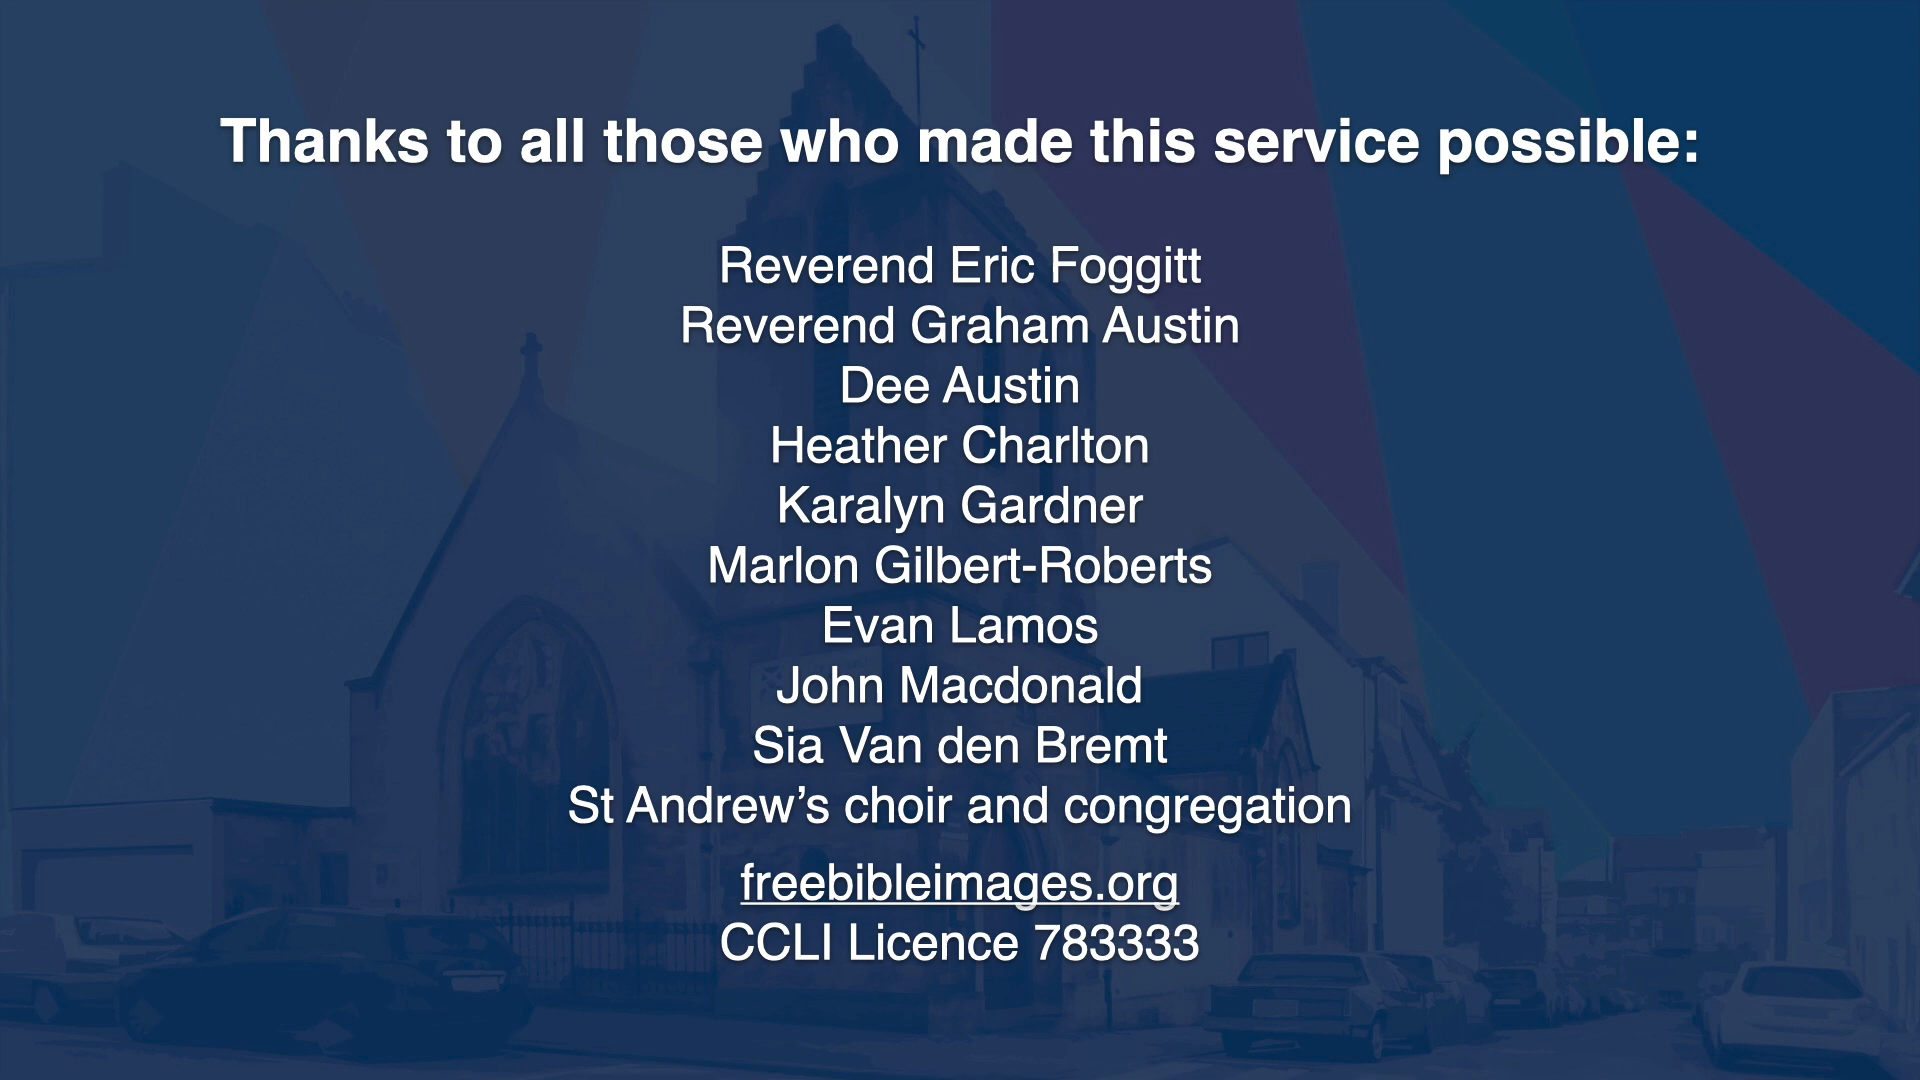 Thanks to all those who made this service possible:
Reverend Eric Foggitt
Reverend Graham Austin
Dee Austin
Heather Charlton
Karalyn Gardner
Marlon Gilbert-Roberts
Evan Lamos
John Macdonald
Sia Van den Bremt
St Andrew’s choir and congregation
freebibleimages.org
CCLI Licence 783333